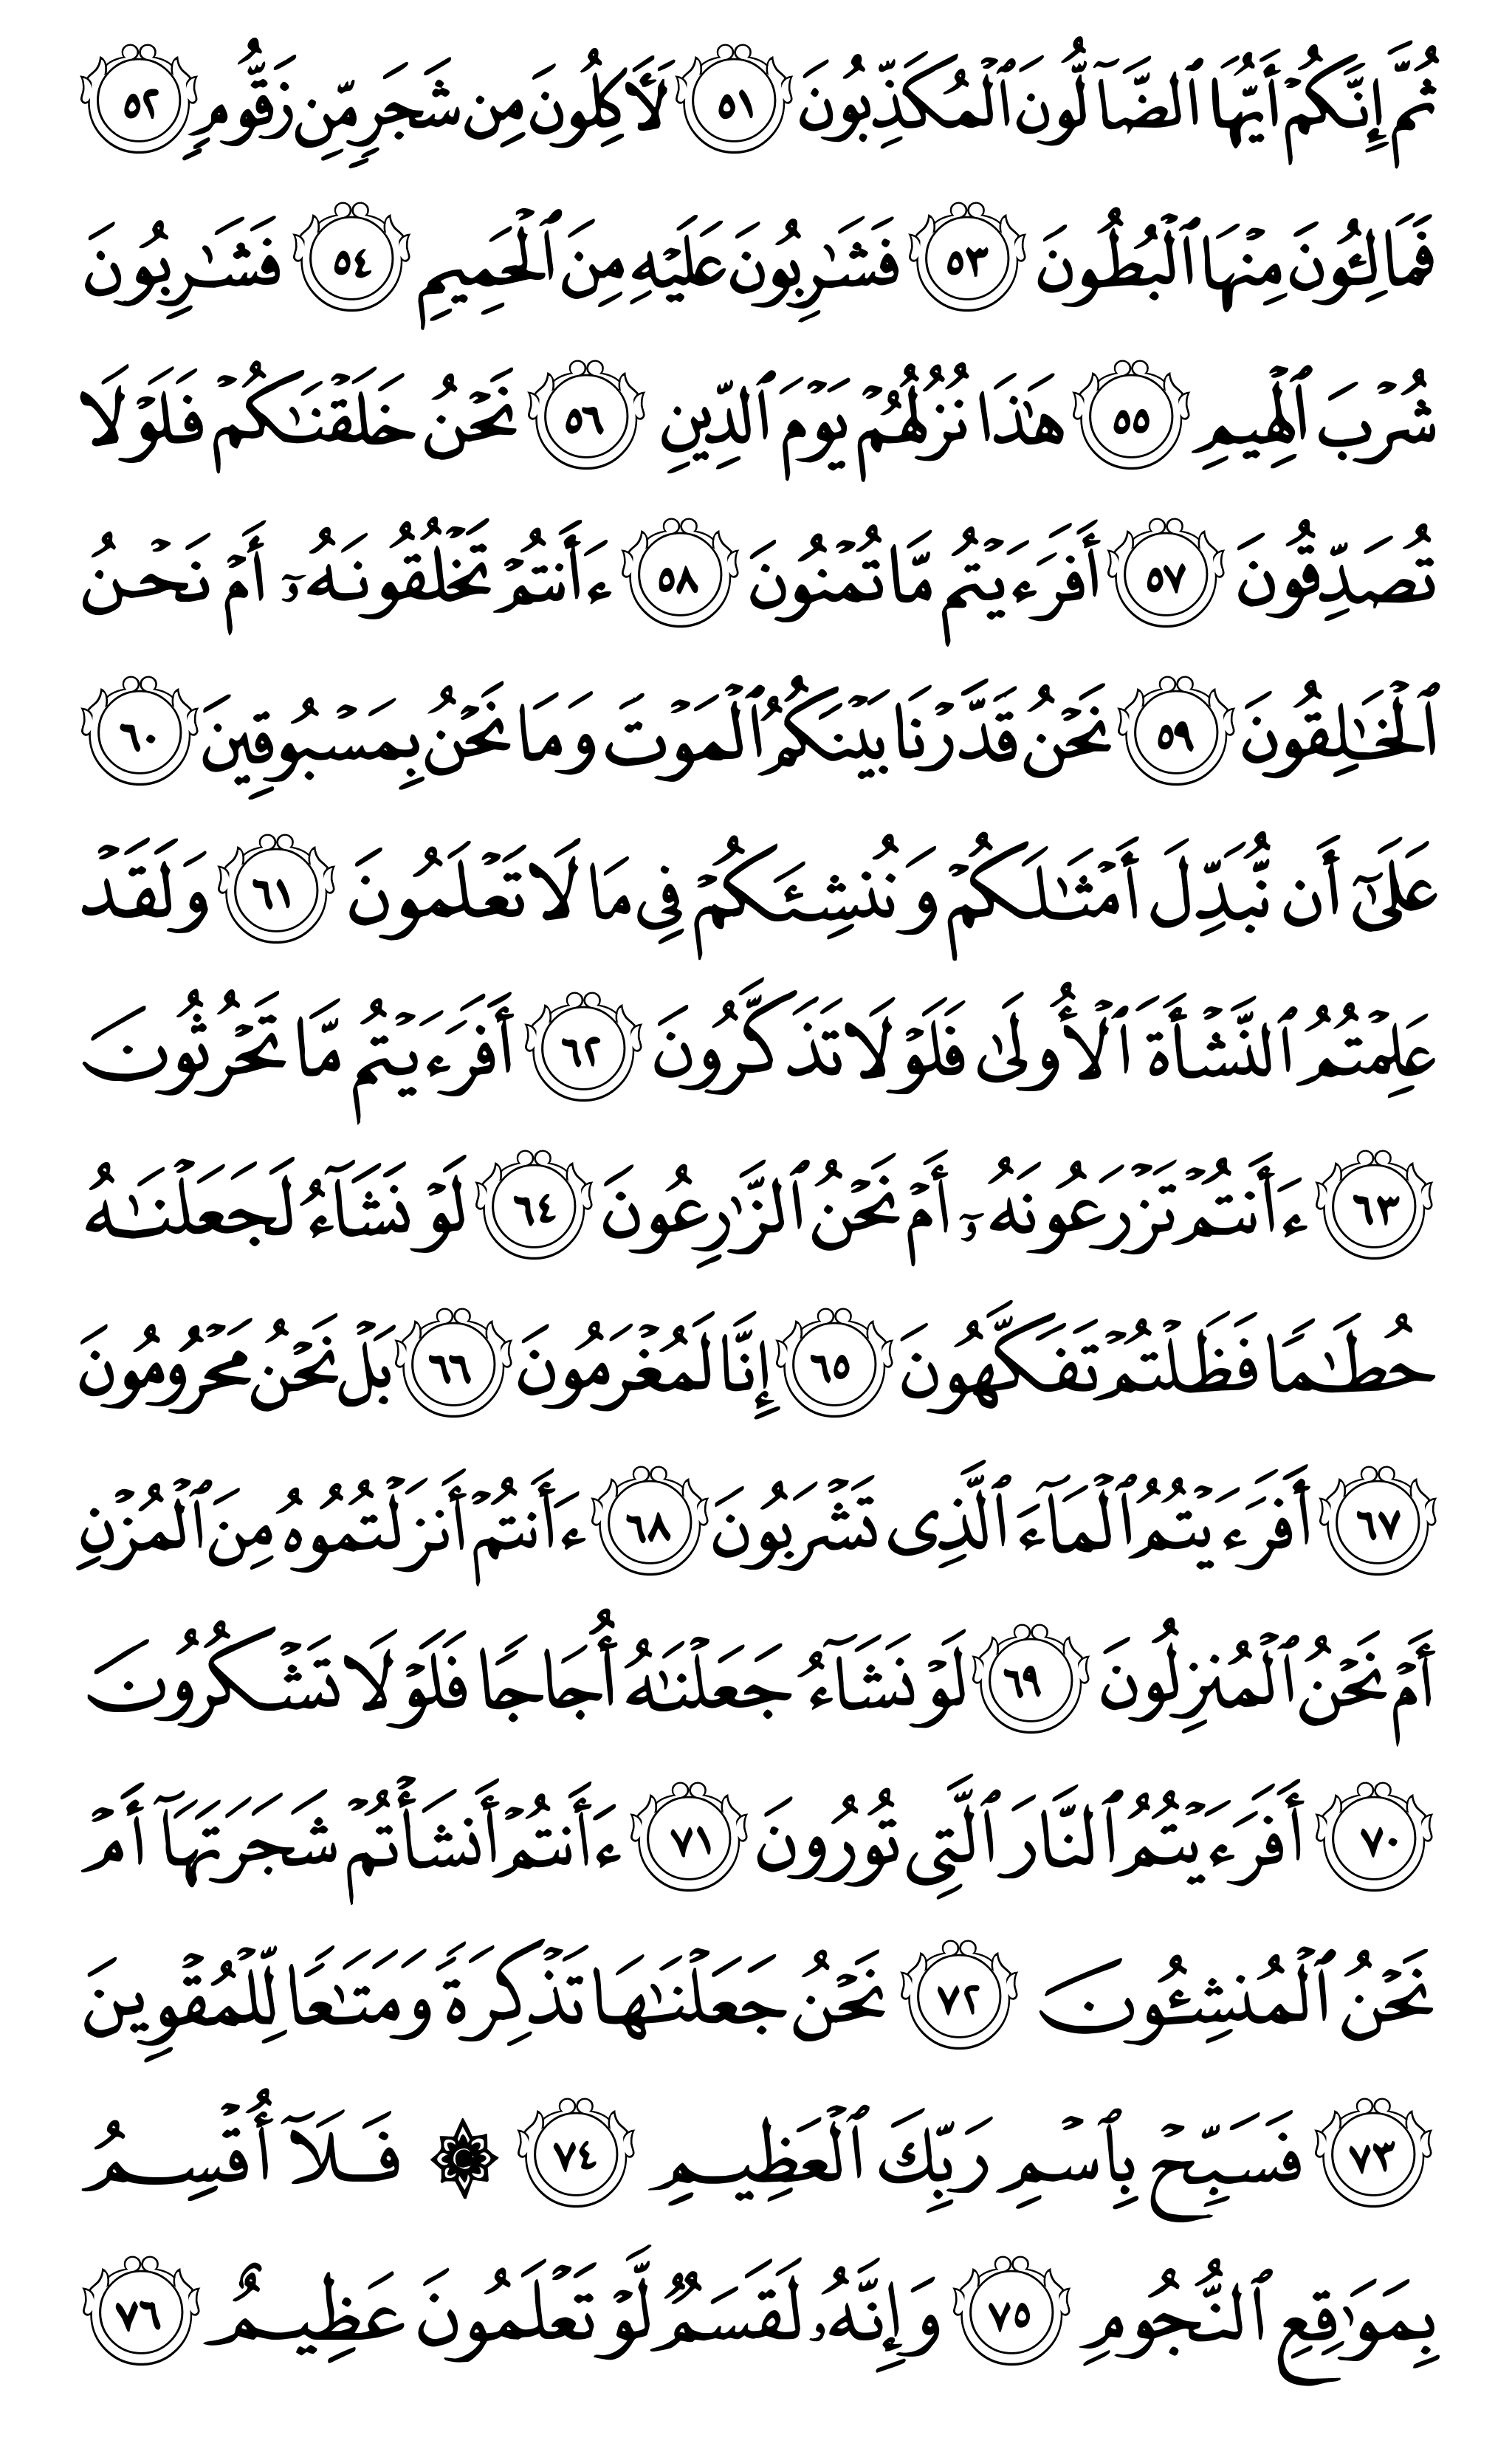 ثُمَّ إِنَّكُمۡ أَيُّهَا ٱلضَّآلُّونَ ٱلۡمُكَذِّبُونَ ٥١ لَأٓكِلُونَ مِن شَجَرٖ مِّن زَقُّومٖ ٥٢
فَمَالِـُٔونَ مِنۡهَا ٱلۡبُطُونَ ٥٣ فَشَٰرِبُونَ عَلَيۡهِ مِنَ ٱلۡحَمِيمِ ٥٤ فَشَٰرِبُونَ
شُرۡبَ ٱلۡهِيمِ ٥٥ هَٰذَا نُزُلُهُمۡ يَوۡمَ ٱلدِّينِ ٥٦ نَحۡنُ خَلَقۡنَٰكُمۡ فَلَوۡلَا
تُصَدِّقُونَ ٥٧ أَفَرَءَيۡتُم مَّا تُمۡنُونَ ٥٨ ءَأَنتُمۡ تَخۡلُقُونَهُۥٓ أَمۡ نَحۡنُ
ٱلۡخَٰلِقُونَ ٥٩ نَحۡنُ قَدَّرۡنَا بَيۡنَكُمُ ٱلۡمَوۡتَ وَمَا نَحۡنُ بِمَسۡبُوقِينَ ٦٠
عَلَىٰٓ أَن نُّبَدِّلَ أَمۡثَٰلَكُمۡ وَنُنشِئَكُمۡ فِي مَا لَا تَعۡلَمُونَ ٦١ وَلَقَدۡ
عَلِمۡتُمُ ٱلنَّشۡأَةَ ٱلۡأُولَىٰ فَلَوۡلَا تَذَكَّرُونَ ٦٢ أَفَرَءَيۡتُم مَّا تَحۡرُثُونَ
٦٣ ءَأَنتُمۡ تَزۡرَعُونَهُۥٓ أَمۡ نَحۡنُ ٱلزَّٰرِعُونَ ٦٤ لَوۡ نَشَآءُ لَجَعَلۡنَٰهُ
حُطَٰمٗا فَظَلۡتُمۡ تَفَكَّهُونَ ٦٥ إِنَّا لَمُغۡرَمُونَ ٦٦ بَلۡ نَحۡنُ مَحۡرُومُونَ
٦٧ أَفَرَءَيۡتُمُ ٱلۡمَآءَ ٱلَّذِي تَشۡرَبُونَ ٦٨ ءَأَنتُمۡ أَنزَلۡتُمُوهُ مِنَ ٱلۡمُزۡنِ
أَمۡ نَحۡنُ ٱلۡمُنزِلُونَ ٦٩ لَوۡ نَشَآءُ جَعَلۡنَٰهُ أُجَاجٗا فَلَوۡلَا تَشۡكُرُونَ
٧٠ أَفَرَءَيۡتُمُ ٱلنَّارَ ٱلَّتِي تُورُونَ ٧١ ءَأَنتُمۡ أَنشَأۡتُمۡ شَجَرَتَهَآ أَمۡ
نَحۡنُ ٱلۡمُنشِـُٔونَ ٧٢ نَحۡنُ جَعَلۡنَٰهَا تَذۡكِرَةٗ وَمَتَٰعٗا لِّلۡمُقۡوِينَ
٧٣ فَسَبِّحۡ بِٱسۡمِ رَبِّكَ ٱلۡعَظِيمِ ٧٤ ۞ فَلَآ أُقۡسِمُ
بِمَوَٰقِعِ ٱلنُّجُومِ ٧٥ وَإِنَّهُۥ لَقَسَمٞ لَّوۡ تَعۡلَمُونَ عَظِيمٌ ٧٦